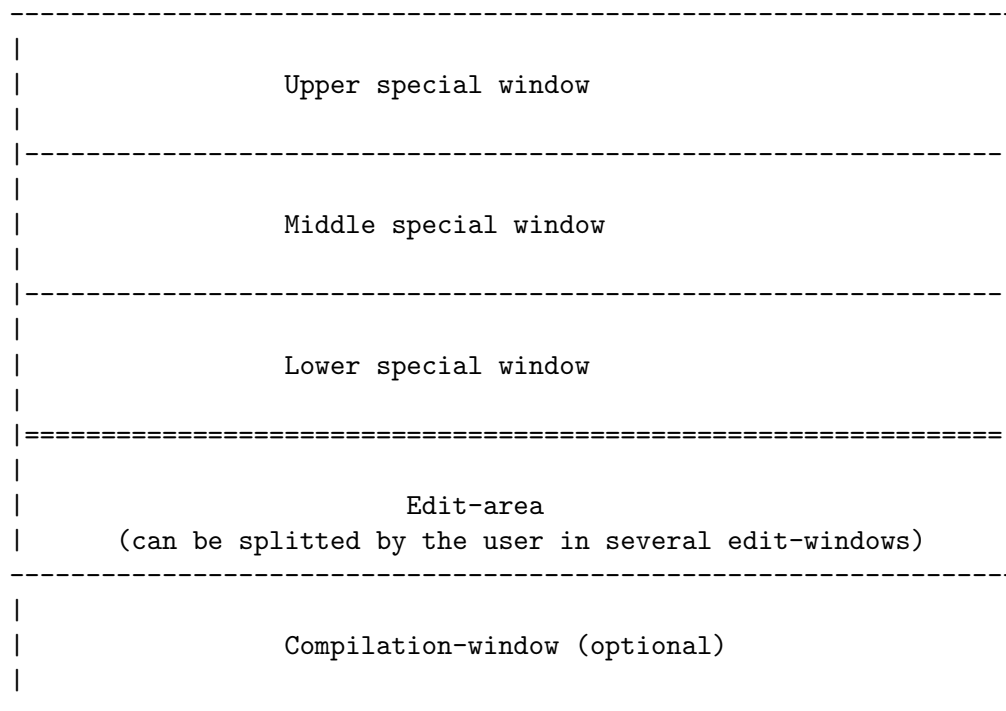 Upper special window
Middle special window
Lower special window
Edit-area
(can be splitted by the user in several edit-windows)
Compilation-window (optional)